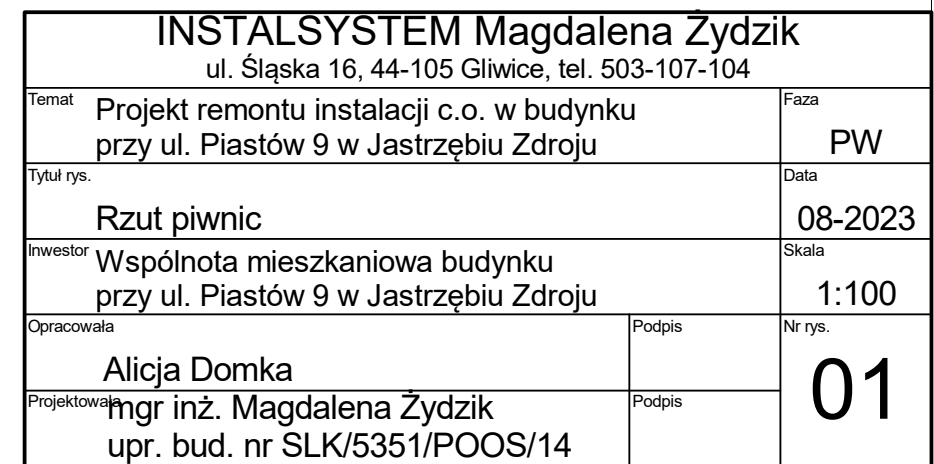 INSTALSYSTEM Magdalena Żydzik
ul. Śląska 16, 44-105 Gliwice, tel. 503-107-104
Temat
Projekt remontu instalacji c.o. w budynku
przy ul. Piastów 9 w Jastrzębiu Zdroju
Faza
PW
Tytuł rys.
Rzut piwnic
Data
08-2023
Inwestor
Wspólnota mieszkaniowa budynku
przy ul. Piastów 9 w Jastrzębiu Zdroju
Skala
1:100
Opracowała
Alicja Domka
Podpis
Nr rys.
01
Projektowała
mgr inż. Magdalena Żydzik
upr. bud. nr SLK/5351/POOS/14
Podpis